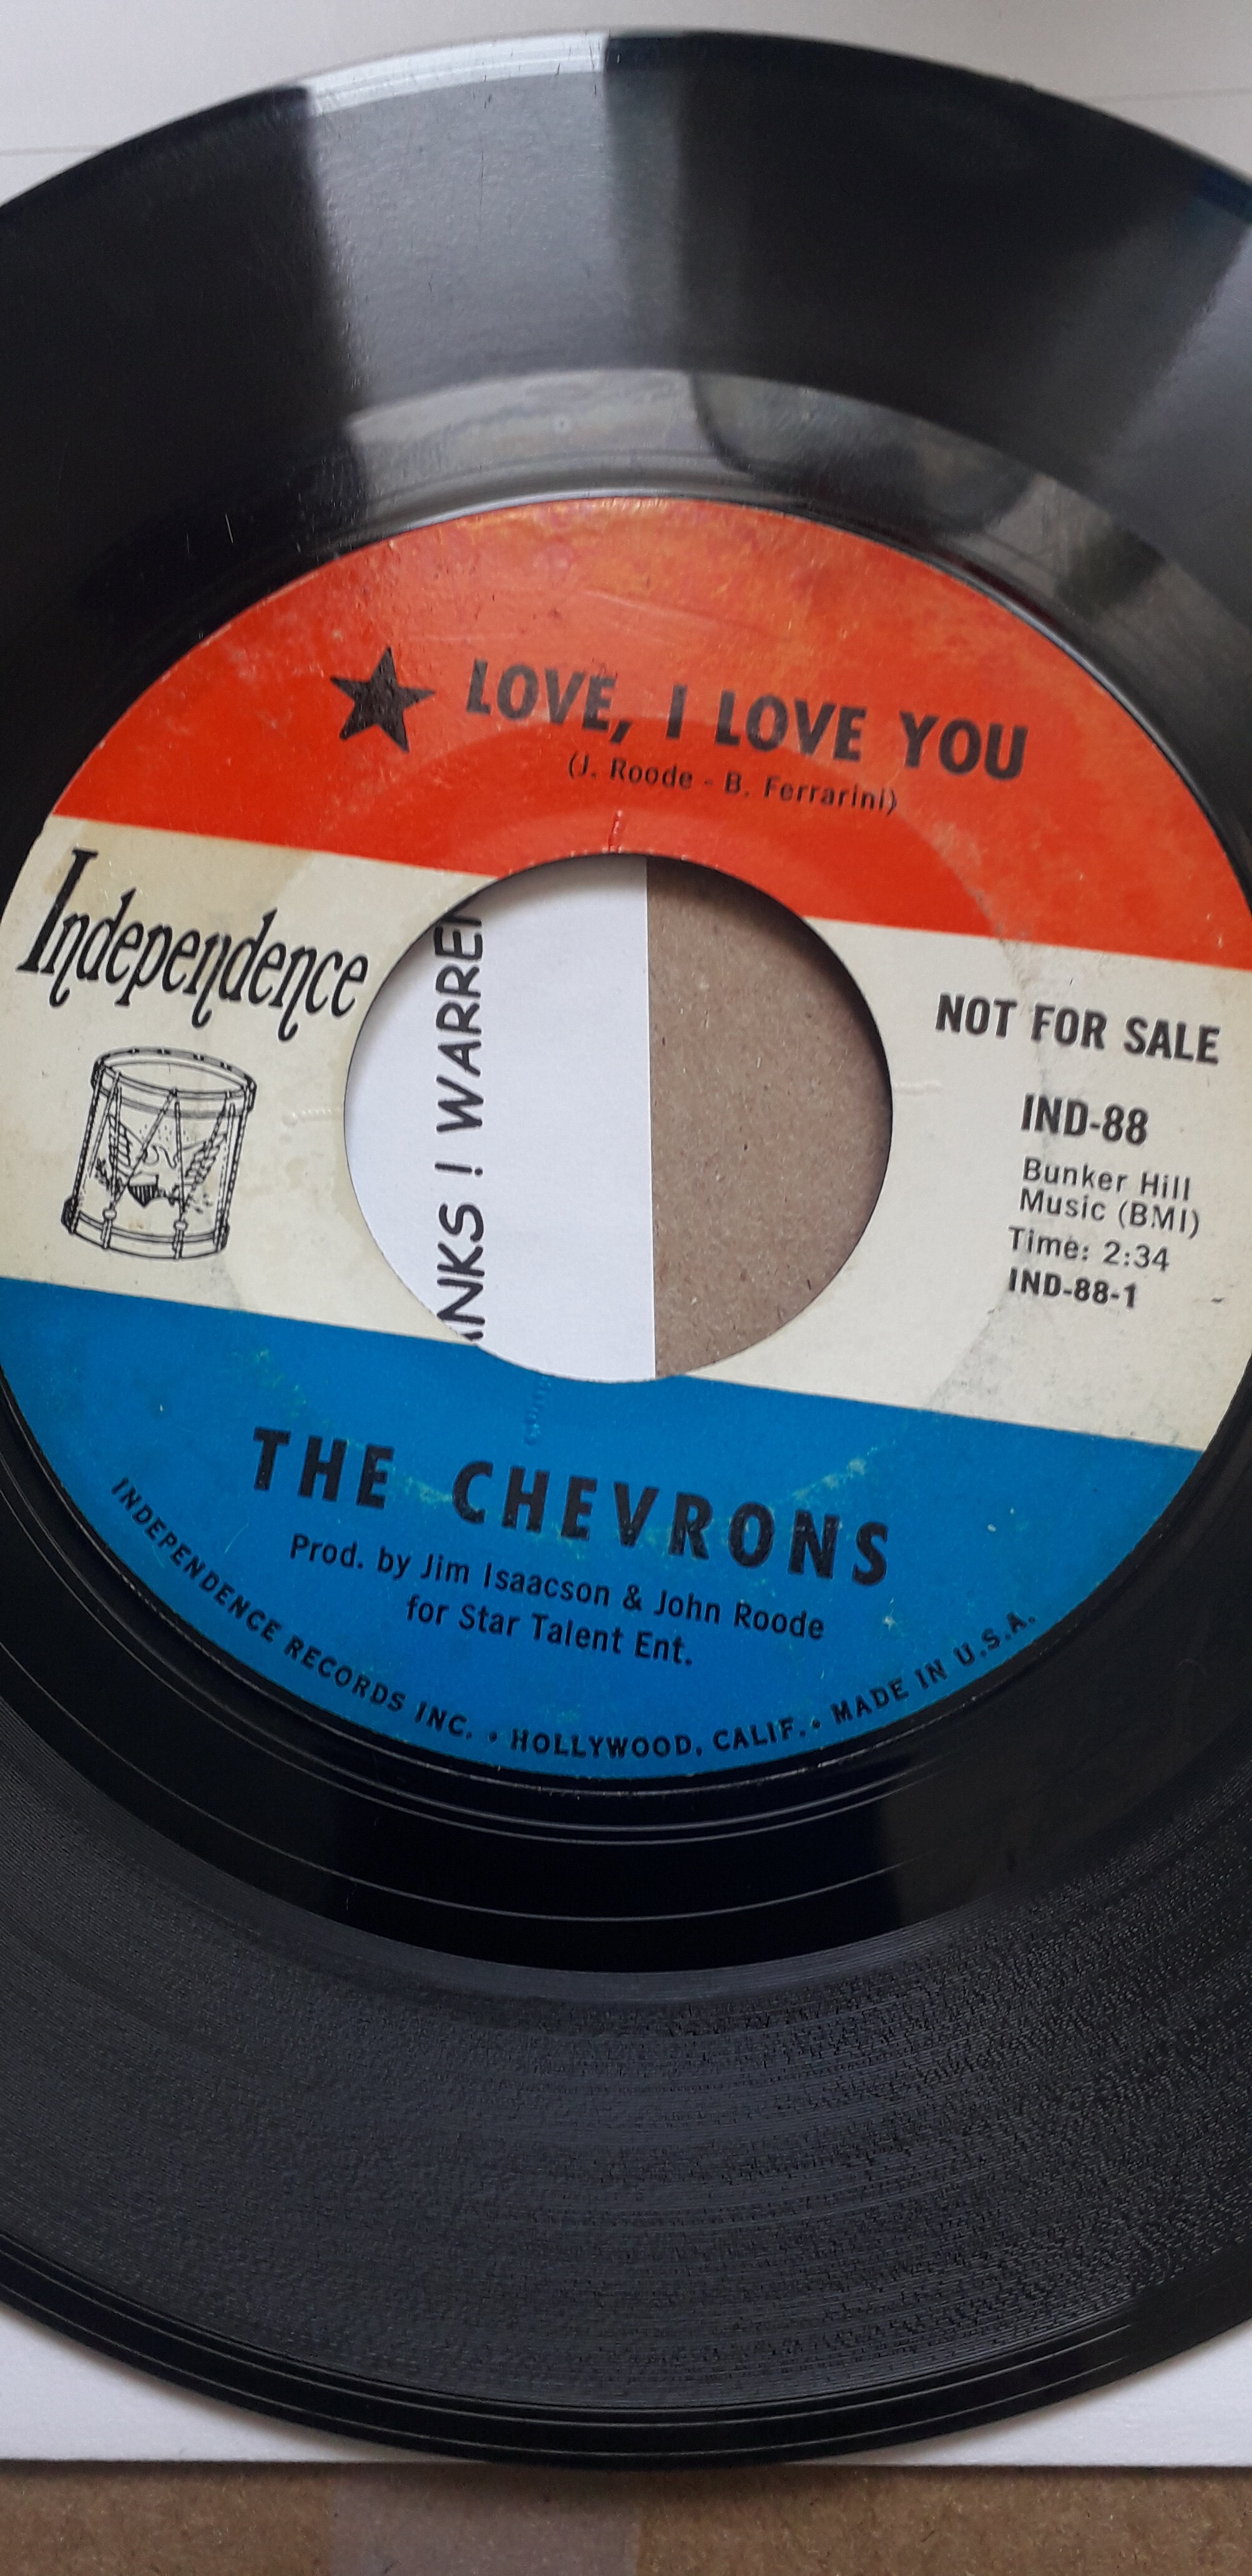 LOVE, I LOVE YOU
(J. Roode - B. Ferrarini)
Independence
NOT FOR SALE
IND-88
Bunker Hill
Music (BMI)
Time: 2:34
IND-88-1
NKS ! WARRE
THE CHEVRONS
Prod. by Jim Isaacson & John Roode
for Star Talent Ent.
INDEPENDENCE RECORDS INC. • HOLLYWOOD, CALIF. • MADE IN U.S.A.